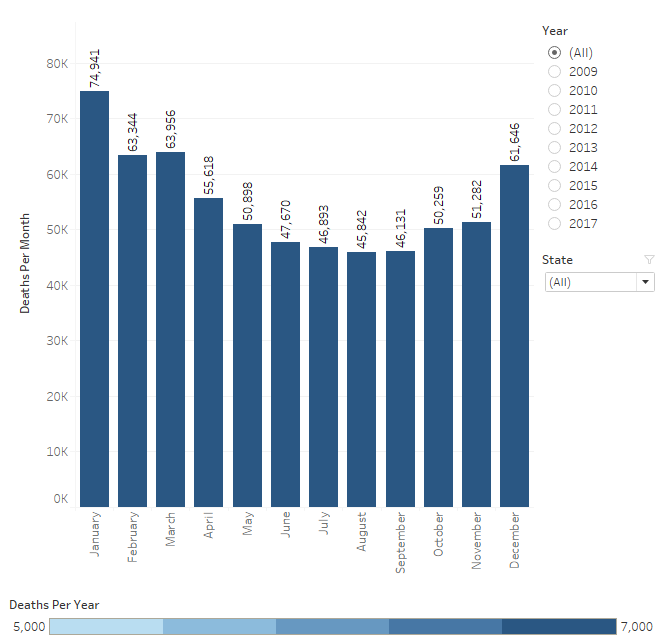 Year
(All)
2009
2010
2011
2012
2013
2014
2015
2016
2017
State
(All)
Deaths Per Month
80K
70K
60K
50K
40K
30K
20K
10K
0K
74,941
63,344
63,956
55,618
50,898
47,670
46,893
45,842
46,131
50,259
51,282
61,646
January
February
March
April
May
June
July
August
September
October
November
December
Deaths Per Year
5,000 7,000